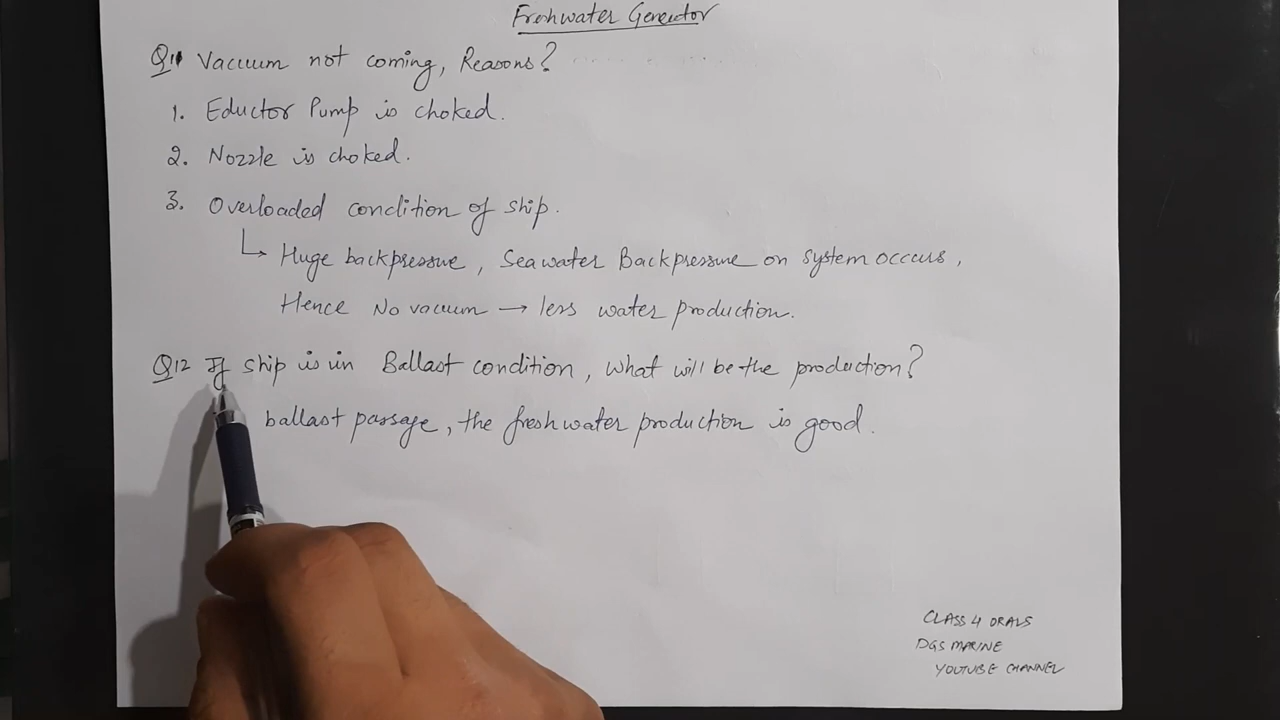 Freshwater Generator
Q11 Vacuum not coming, Reasons?
1. Eductor Pump is choked.
2. Nozzle is choked.
3. Overloaded condition of ship.
↳ Huge backpressure, Seawater Backpressure on system occurs,
Hence No vacuum → less water production.
Q12 If ship is in Ballast condition, what will be the production?
ballast passage, the freshwater production is good.
CLASS 4 ORALS
DGS MARINE
YOUTUBE CHANNEL